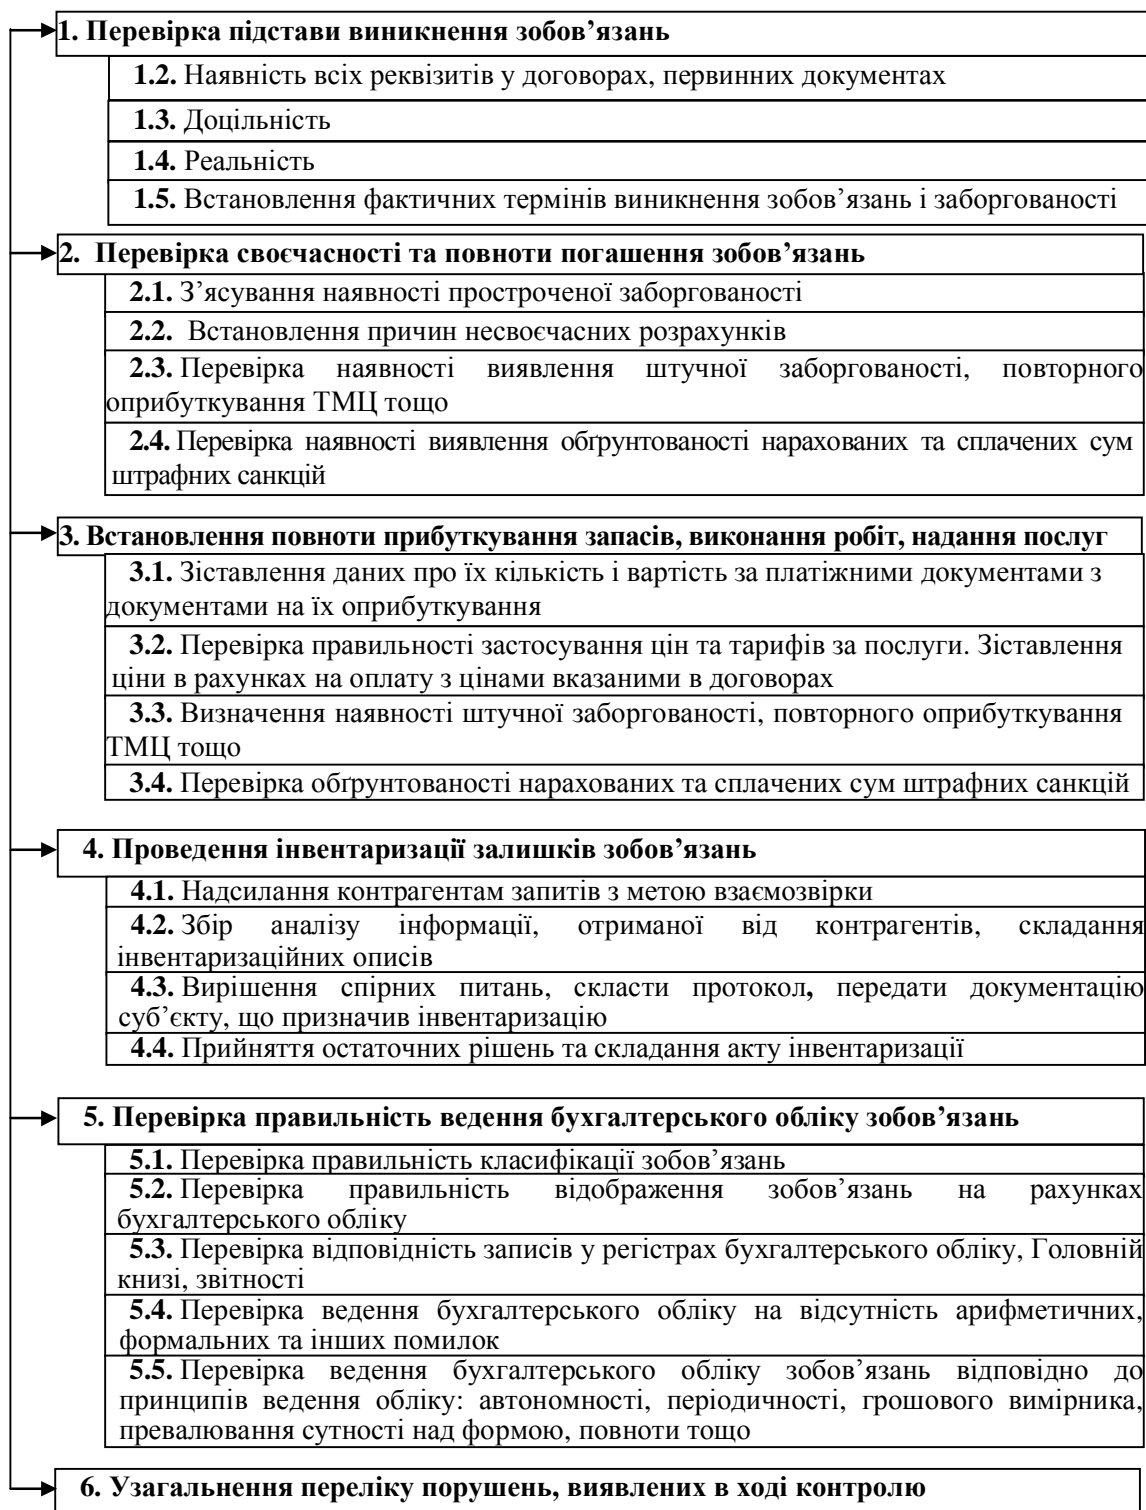 1. Перевірка підстави виникнення зобов’язань
1.2. Наявність всіх реквізитів у договорах, первинних документах
1.3. Доцільність
1.4. Реальність
1.5. Встановлення фактичних термінів виникнення зобов’язань і заборгованості
2. Перевірка своєчасності та повноти погашення зобов’язань
2.1. З’ясування наявності простроченої заборгованості
2.2. Встановлення причин несвоєчасних розрахунків
2.3. Перевірка наявності виявлення штучної заборгованості, повторного
оприбуткування ТМЦ тощо
2.4. Перевірка наявності виявлення обґрунтованості нарахованих та сплачених сум
штрафних санкцій
3. Встановлення повноти прибуткування запасів, виконання робіт, надання послуг
3.1. Зіставлення даних про їх кількість і вартість за платіжними документами з
документами на їх оприбуткування
3.2. Перевірка правильності застосування цін та тарифів за послуги. Зіставлення
ціни в рахунках на оплату з цінами вказаними в договорах
3.3. Визначення наявності штучної заборгованості, повторного оприбуткування
ТМЦ тощо
3.4. Перевірка обґрунтованості нарахованих та сплачених сум штрафних санкцій
4. Проведення інвентаризації залишків зобов’язань
4.1. Надсилання контрагентам запитів з метою взаємозвірки
4.2. Збір аналізу інформації, отриманої від контрагентів, складання
інвентаризаційних описів
4.3. Вирішення спірних питань, скласти протокол, передати документацію
суб’єкту, що призначив інвентаризацію
4.4. Прийняття остаточних рішень та складання акту інвентаризації
5. Перевірка правильність ведення бухгалтерського обліку зобов’язань
5.1. Перевірка правильність класифікації зобов’язань
5.2. Перевірка правильність відображення зобов’язань на рахунках
бухгалтерського обліку
5.3. Перевірка відповідність записів у регістрах бухгалтерського обліку, Головній
книзі, звітності
5.4. Перевірка ведення бухгалтерського обліку на відсутність арифметичних,
формальних та інших помилок
5.5. Перевірка ведення бухгалтерського обліку зобов’язань відповідно до
принципів ведення обліку: автономності, періодичності, грошового вимірника,
превалювання сутності над формою, повноти тощо
6. Узагальнення переліку порушень, виявлених в ході контролю